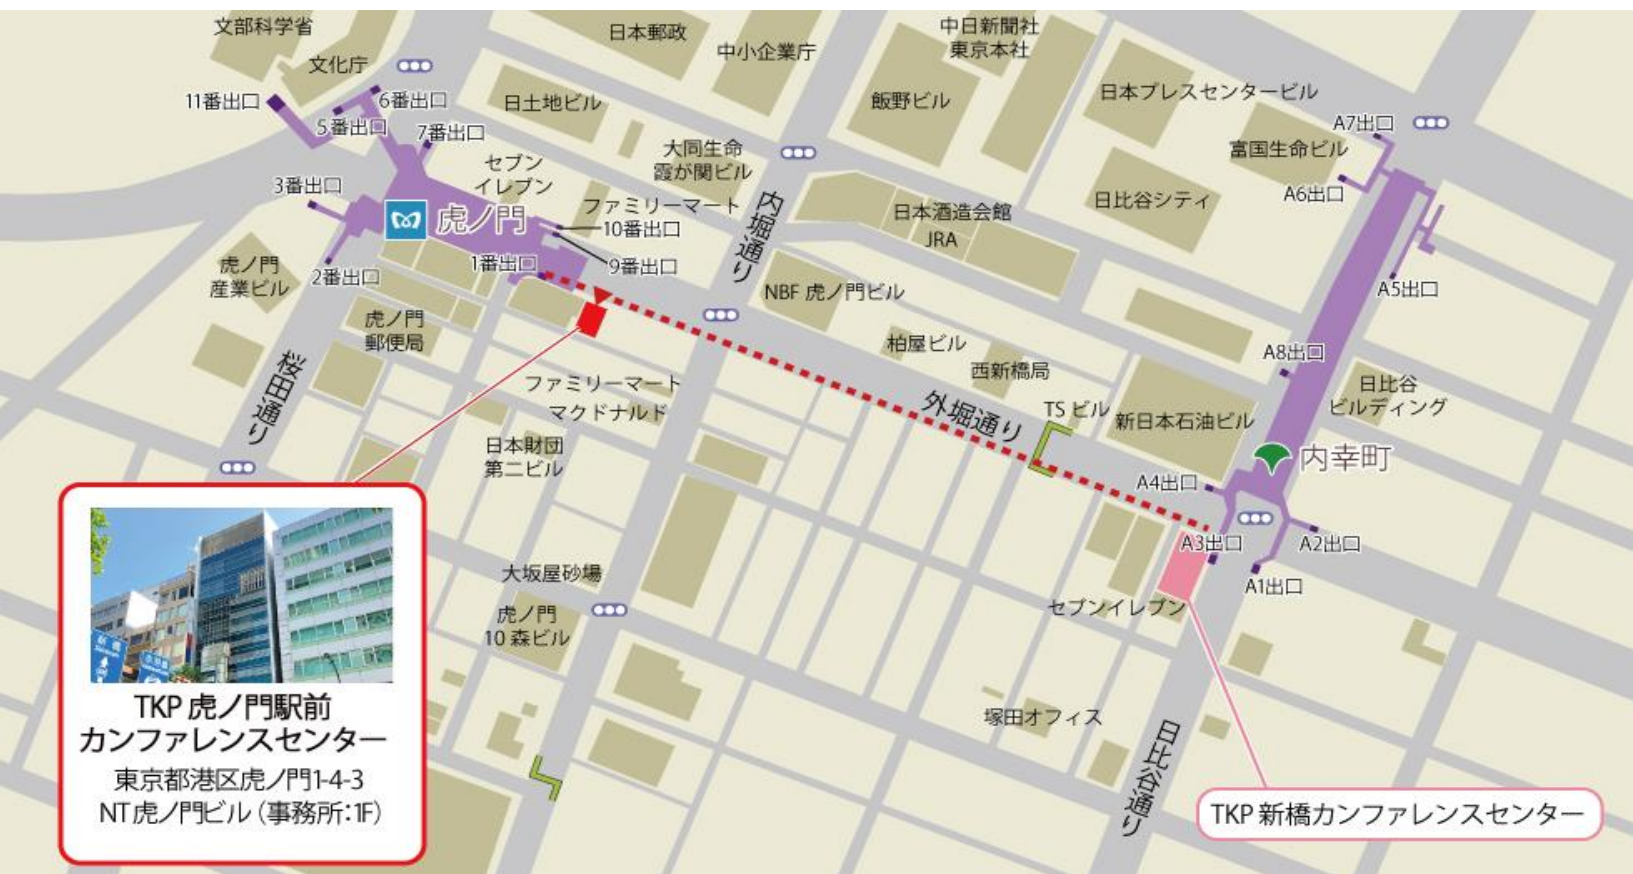 文部科学省
文化庁
日本郵政
中小企業庁
中日新聞社
東京本社
11番出口
6番出口
5番出口
7番出口
日土地ビル
飯野ビル
日本プレスセンタービル
A7出口
富国生命ビル
A6出口
セブン
イレブン
大同生命
霞が関ビル
3番出口
虎ノ門
ファミリーマート
10番出口
9番出口
内堀通り
日本酒造会館
JRA
日比谷シティ
A5出口
1番出口
2番出口
虎ノ門
産業ビル
虎ノ門
郵便局
NBF 虎ノ門ビル
柏屋ビル
西新橋局
A8出口
桜田通り
ファミリーマート
マクドナルド
外堀通り
TS ビル
新日本石油ビル
日比谷
ビルディング
日本財団
第二ビル
内幸町
A4出口
A3出口
A2出口
A1出口
大坂屋砂場
虎ノ門
10 森ビル
セブンイレブン
塚田オフィス
日比谷通り
新橋
TKP 虎ノ門駅前
カンファレンスセンター
東京都港区虎ノ門1-4-3
NT虎ノ門ビル（事務所：1F）
TKP 新橋カンファレンスセンター